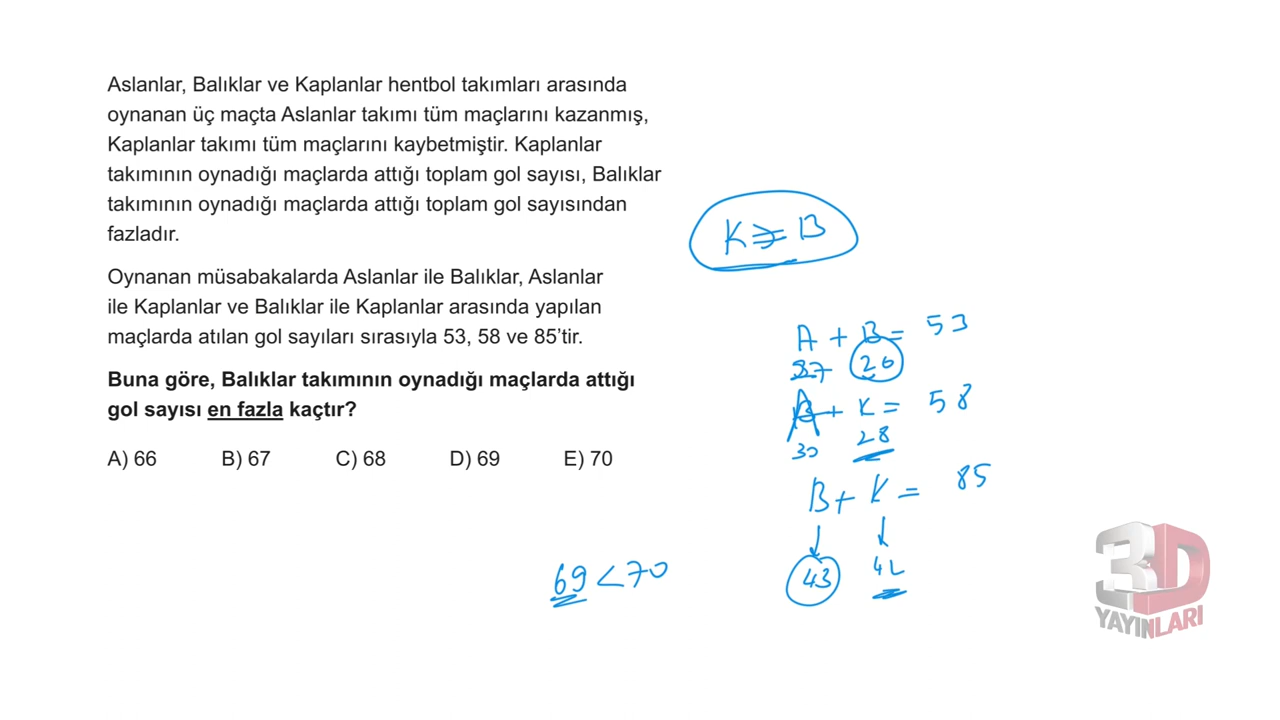 Aslanlar, Balıklar ve Kaplanlar hentbol takımları arasında
oynanan üç maçta Aslanlar takımı tüm maçlarını kazanmış,
Kaplanlar takımı tüm maçlarını kaybetmiştir. Kaplanlar
takımının oynadığı maçlarda attığı toplam gol sayısı, Balıklar
takımının oynadığı maçlarda attığı toplam gol sayısından
fazladır.
Oynanan müsabakalarda Aslanlar ile Balıklar, Aslanlar
ile Kaplanlar ve Balıklar ile Kaplanlar arasında yapılan
maçlarda atılan gol sayıları sırasıyla 53, 58 ve 85’tir.
Buna göre, Balıklar takımının oynadığı maçlarda attığı
gol sayısı en fazla kaçtır?
A) 66 B) 67 C) 68 D) 69 E) 70
K > B
A + B = 53
27 26
A + K = 58
30 28
B + K = 85
43 42
69 < 70
3D
YAYINLARI